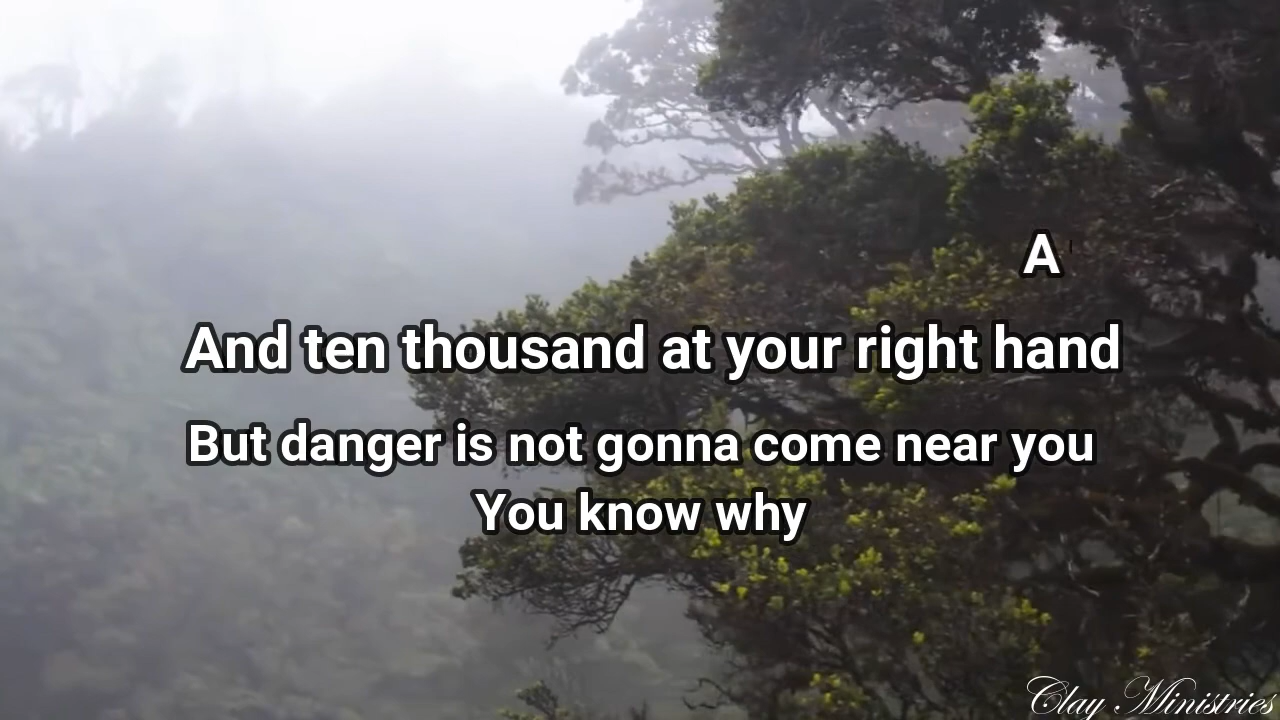 A
And ten thousand at your right hand
But danger is not gonna come near you
You know why
Clay Ministries